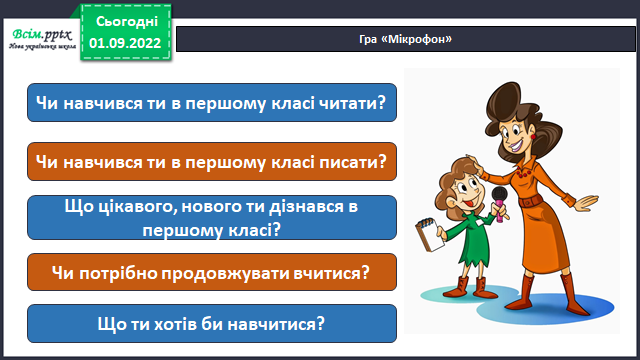 Всім.pptx
Нова українська школа
Сьогодні
01.09.2022
Гра «Мікрофон»
Чи навчився ти в першому класі читати?
Чи навчився ти в першому класі писати?
Що цікавого, нового ти дізнався в
першому класі?
Чи потрібно продовжувати вчитися?
Що ти хотів би навчитися?